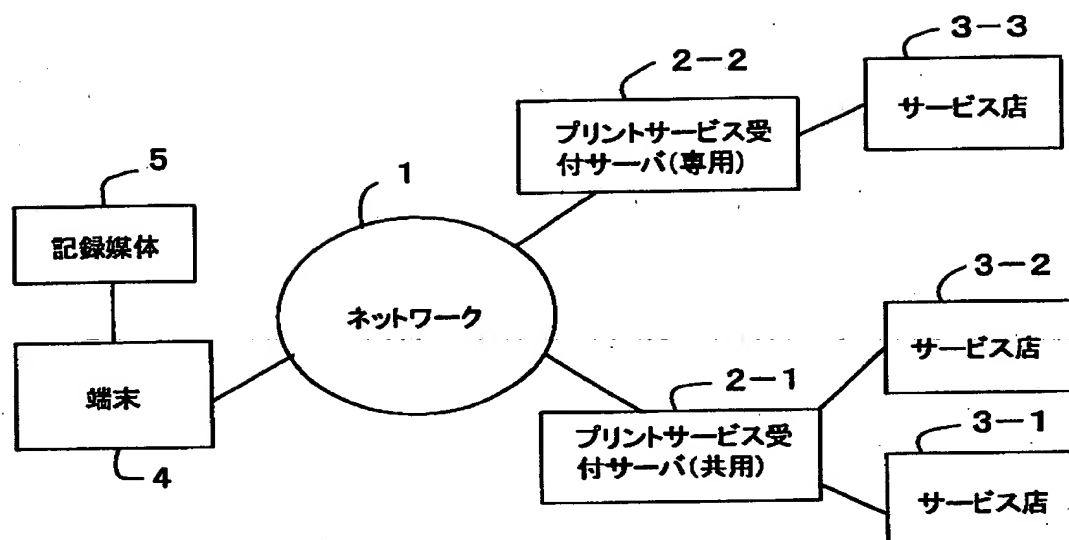 3-3
サービス店
2-2
プリントサービス受
付サーバ(専用)
5
記録媒体
1
ネットワーク
端末
4
3-2
サービス店
2-1
プリントサービス受
付サーバ(共用)
3-1
サービス店